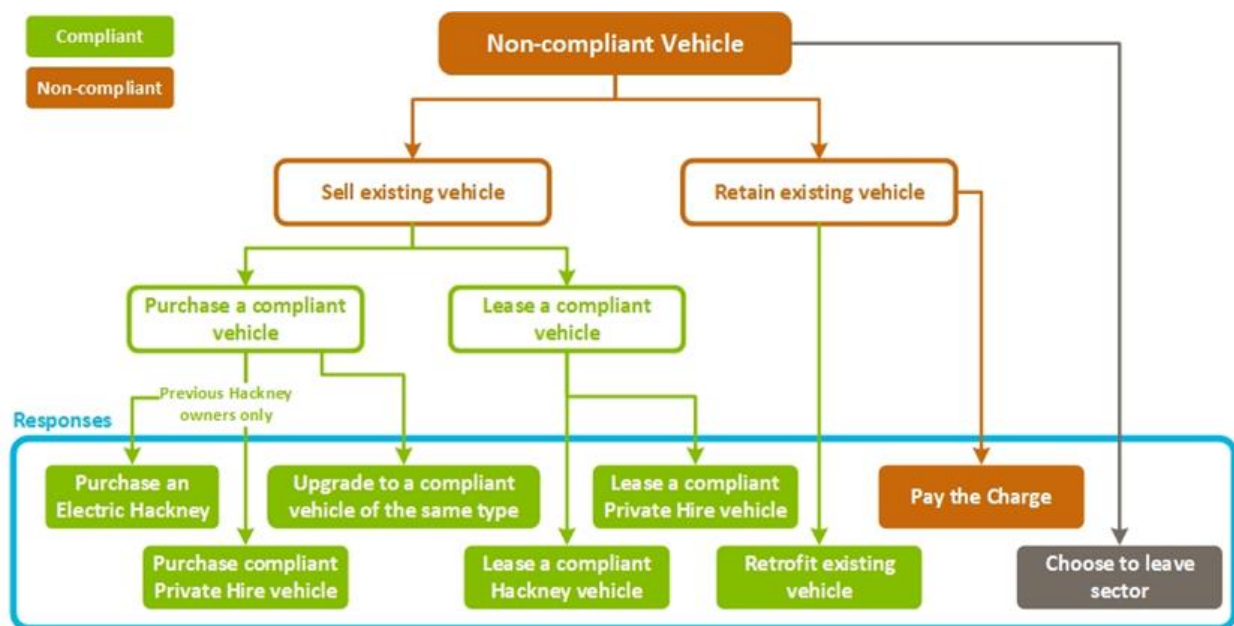 Compliant
Non-compliant
Non-compliant Vehicle
Sell existing vehicle
Retain existing vehicle
Purchase a compliant
vehicle
Lease a compliant
vehicle
Previous Hackney
owners only
Responses
Purchase an
Electric Hackney
Upgrade to a compliant
vehicle of the same type
Lease a compliant
Private Hire vehicle
Pay the Charge
Purchase compliant
Private Hire vehicle
Lease a compliant
Hackney vehicle
Retrofit existing
vehicle
Choose to leave
sector